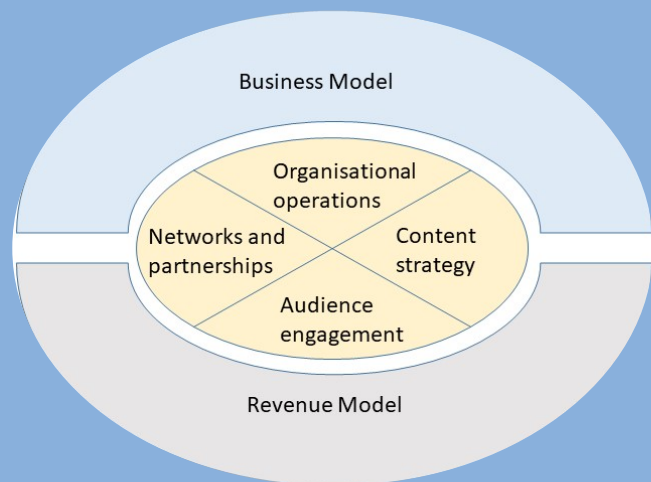 Business Model
Organisational
operations
Networks and
partnerships
Content
strategy
Audience
engagement
Revenue Model